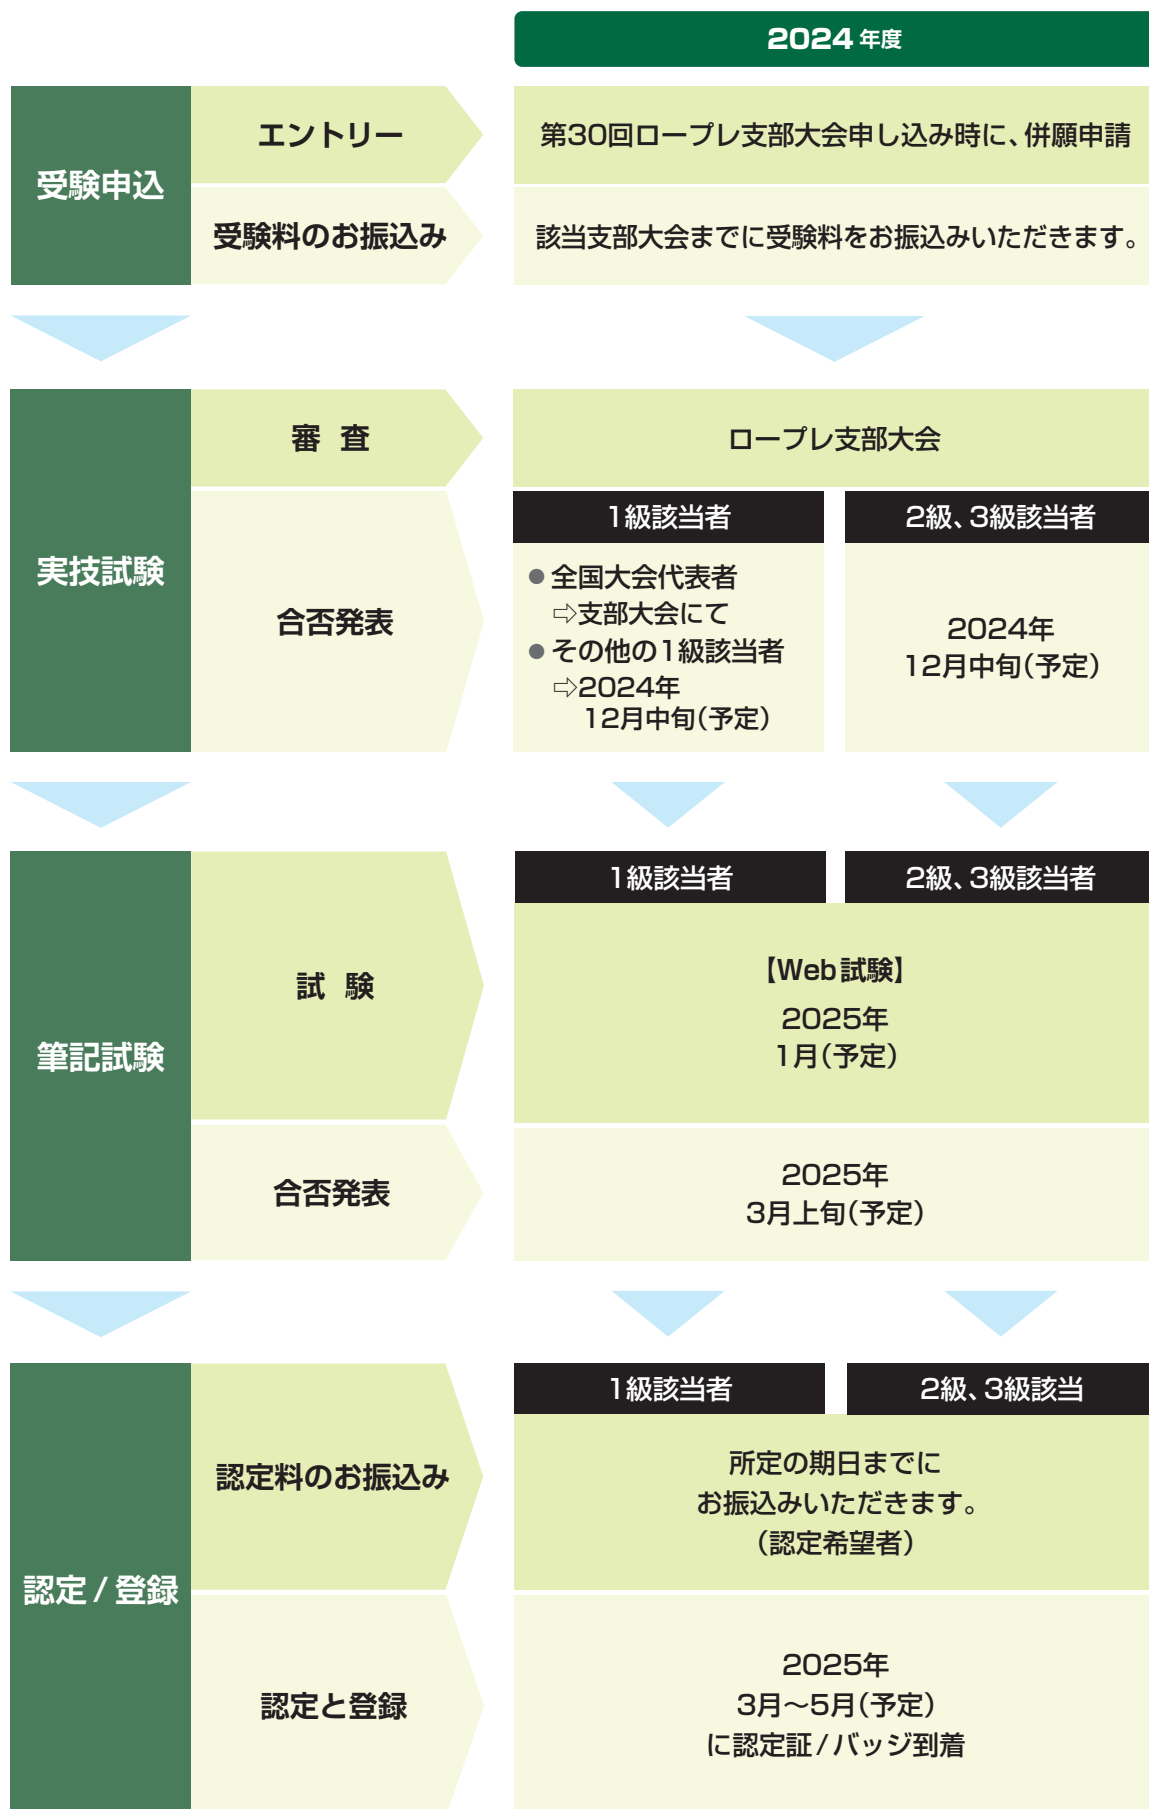 2024 年度
受験申込
エントリー
第30回ロープレ支部大会申し込み時に、併願申請
受験料のお振込み
該当支部大会までに受験料をお振込みいただきます。
実技試験
審 査
ロープレ支部大会
合否発表
1級該当者
●全国大会代表者
⇨支部大会にて
●その他の1級該当者
⇨2024年
12月中旬(予定)
2級、3級該当者
2024年
12月中旬(予定)
筆記試験
試 験
1級該当者
2級、3級該当者
【Web試験】
2025年
1月(予定)
合否発表
2025年
3月上旬(予定)
認定/登録
認定料のお振込み
1級該当者
2級、3級該当
所定の期日までに
お振込みいただきます。
(認定希望者)
認定と登録
2025年
3月〜5月(予定)
に認定証/バッジ到着